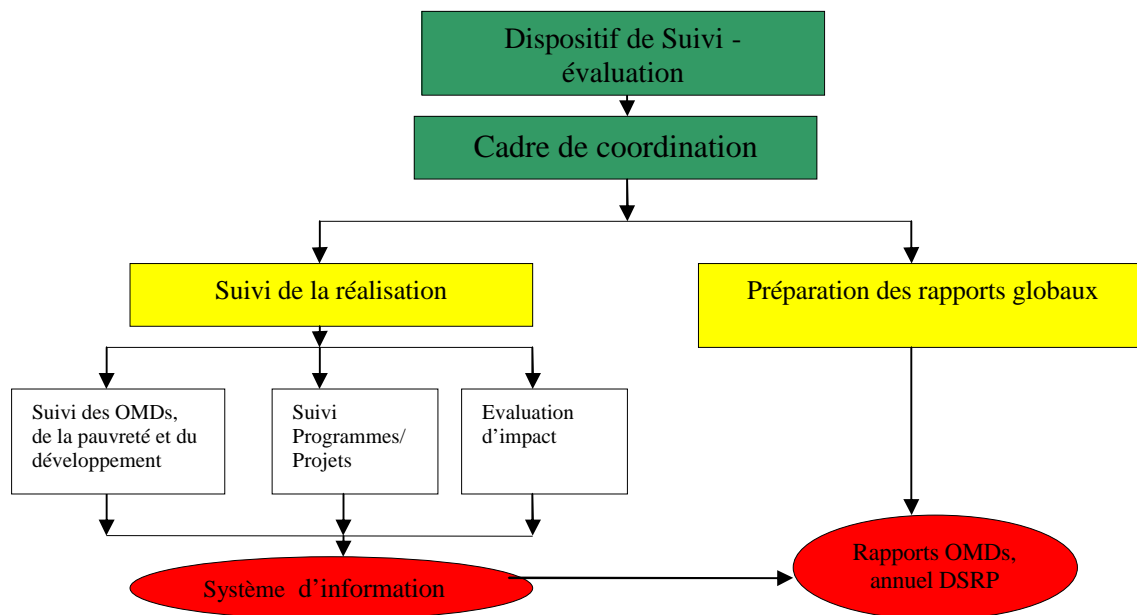 Dispositif de Suivi -
évaluation
Cadre de coordination
Suivi de la réalisation
Préparation des rapports globaux
Suivi des OMDs,
de la pauvreté et du
développement
Suivi
Programmes/
Projets
Evaluation
d’impact
Système d’information
Rapports OMDs,
annuel DSRP